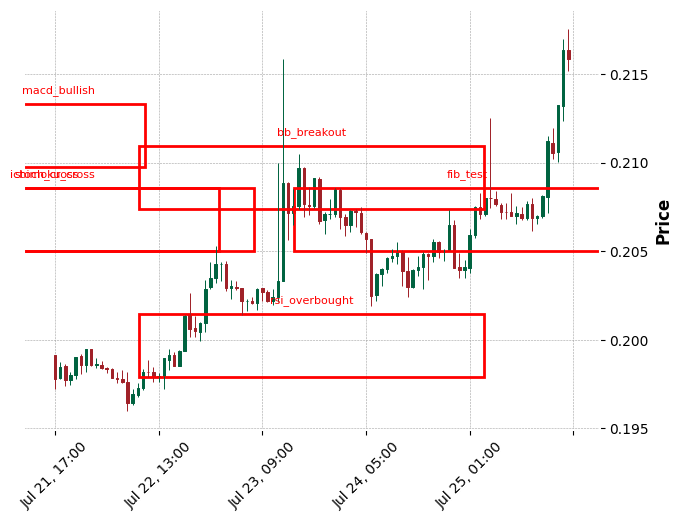 macd_bullish
bb_breakout
fib_test
rsi_overbought
0.215
0.210
0.205
0.200
0.195
Price
Jul 21, 17:00
Jul 22, 13:00
Jul 23, 09:00
Jul 24, 05:00
Jul 25, 01:00